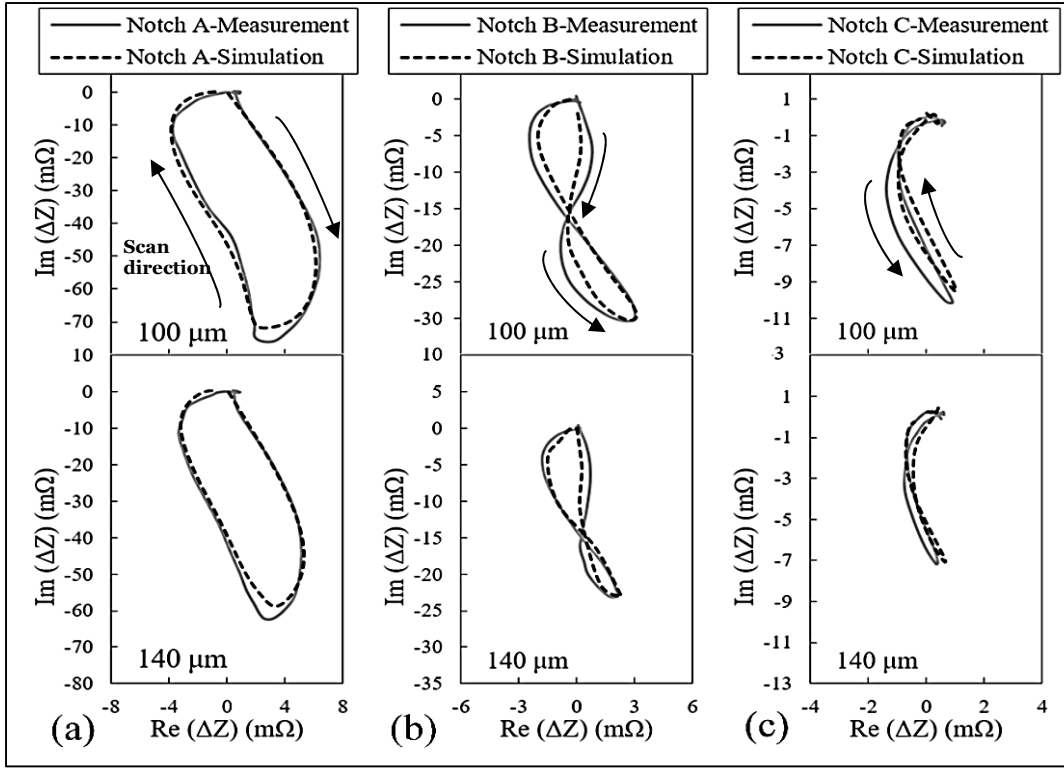 Notch A-Measurement
Notch A-Simulation
Notch B-Measurement
Notch B-Simulation
Notch C-Measurement
Notch C-Simulation
Im (ΔZ) (mΩ)
0
-10
-20
-30
-40
-50
-60
-70
Scan
direction
100 μm
Im (ΔZ) (mΩ)
0
-5
-10
-15
-20
-25
-30
100 μm
Im (ΔZ) (mΩ)
1
-1
-3
-5
-7
-9
-11
100 μm
Im (ΔZ) (mΩ)
10
0
-10
-20
-30
-40
-50
-60
-70
-80
140 μm
-8 -4 0 4 8
(a) Re (ΔZ) (mΩ)
Im (ΔZ) (mΩ)
10
5
0
-5
-10
-15
-20
-25
-30
-35
140 μm
-6 -3 0 3 6
(b) Re (ΔZ) (mΩ)
Im (ΔZ) (mΩ)
3
1
-1
-3
-5
-7
-9
-11
-13
140 μm
-4 -2 0 2 4
(c) Re (ΔZ) (mΩ)